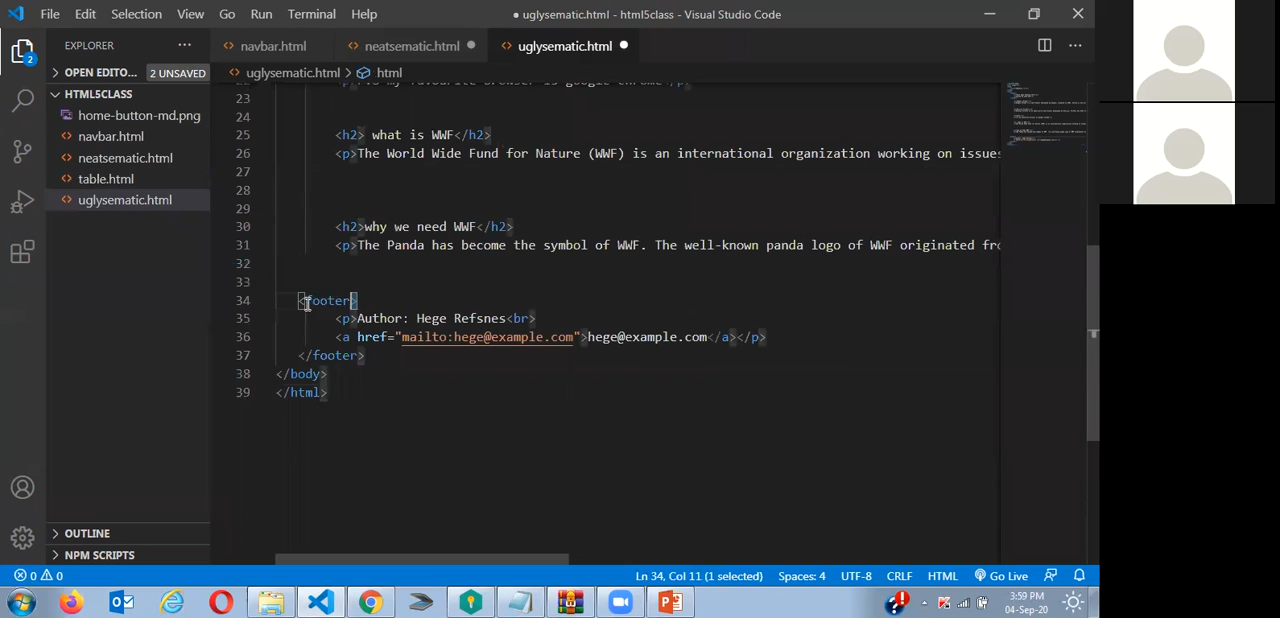 File Edit Selection View Go Run Terminal Help ● uglysematic.html - html5class - Visual Studio Code
EXPLORER ··· navbar.html neatsematic.html uglysematic.html ···
OPEN EDITO... 2 UNSAVED uglysematic.html > html
HTML5CLASS
home-button-md.png
navbar.html
neatsematic.html
table.html
uglysematic.html
23
24
25 <h2> what is WWF</h2>
26 <p>The World Wide Fund for Nature (WWF) is an international organization working on issues
27
28
29
30 <h2>why we need WWF</h2>
31 <p>The Panda has become the symbol of WWF. The well-known panda logo of WWF originated fro
32
33
34 <footer>
35 <p>Author: Hege Refsnes<br>
36 <a href="mailto:hege@example.com">hege@example.com</a></p>
37 </footer>
38 </body>
39 </html>
2
OUTLINE
NPM SCRIPTS
0 0 Ln 34, Col 11 (1 selected) Spaces: 4 UTF-8 CRLF HTML Go Live
3:59 PM
04-Sep-20